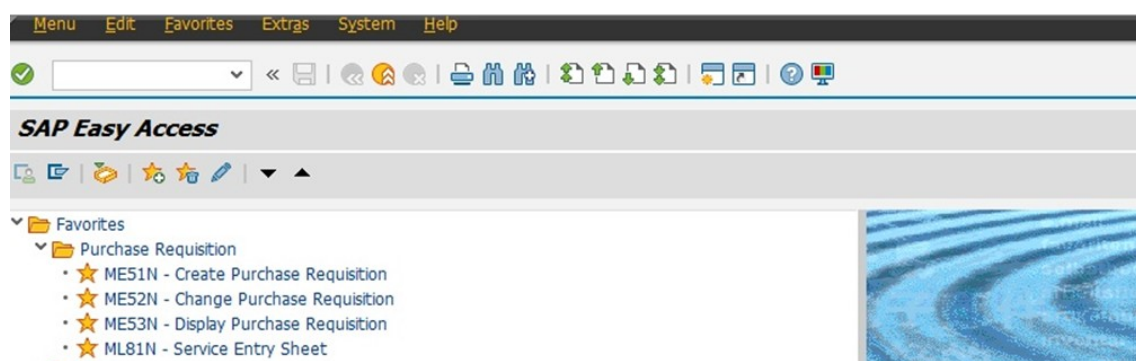 Menu Edit Favorites Extras System Help
SAP Easy Access
Favorites
Purchase Requisition
ME51N - Create Purchase Requisition
ME52N - Change Purchase Requisition
ME53N - Display Purchase Requisition
ML81N - Service Entry Sheet